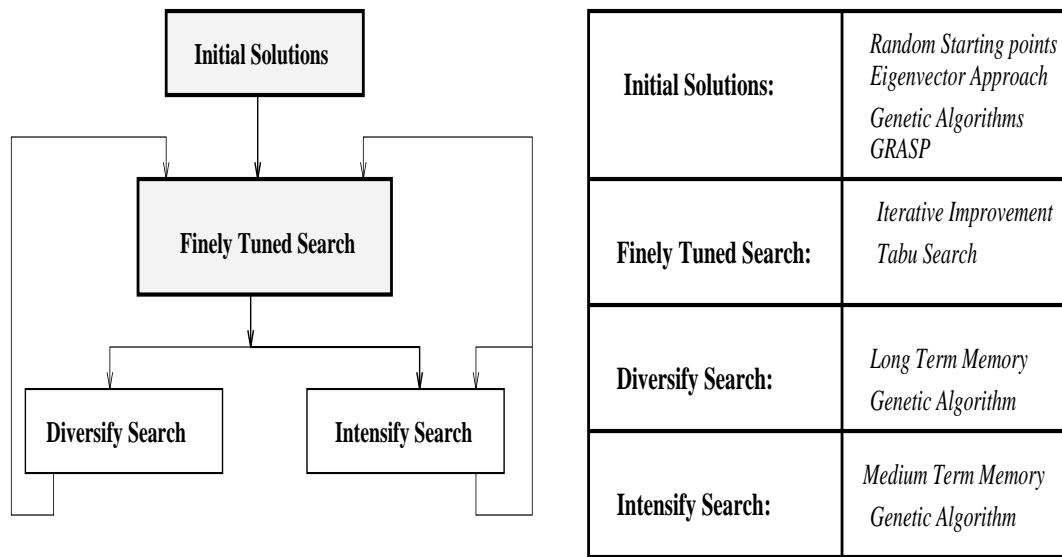 Initial Solutions
Finely Tuned Search
Diversify Search
Intensify Search
Initial Solutions:
Random Starting points
Eigenvector Approach
Genetic Algorithms
GRASP
Finely Tuned Search:
Iterative Improvement
Tabu Search
Diversify Search:
Long Term Memory
Genetic Algorithm
Intensify Search:
Medium Term Memory
Genetic Algorithm